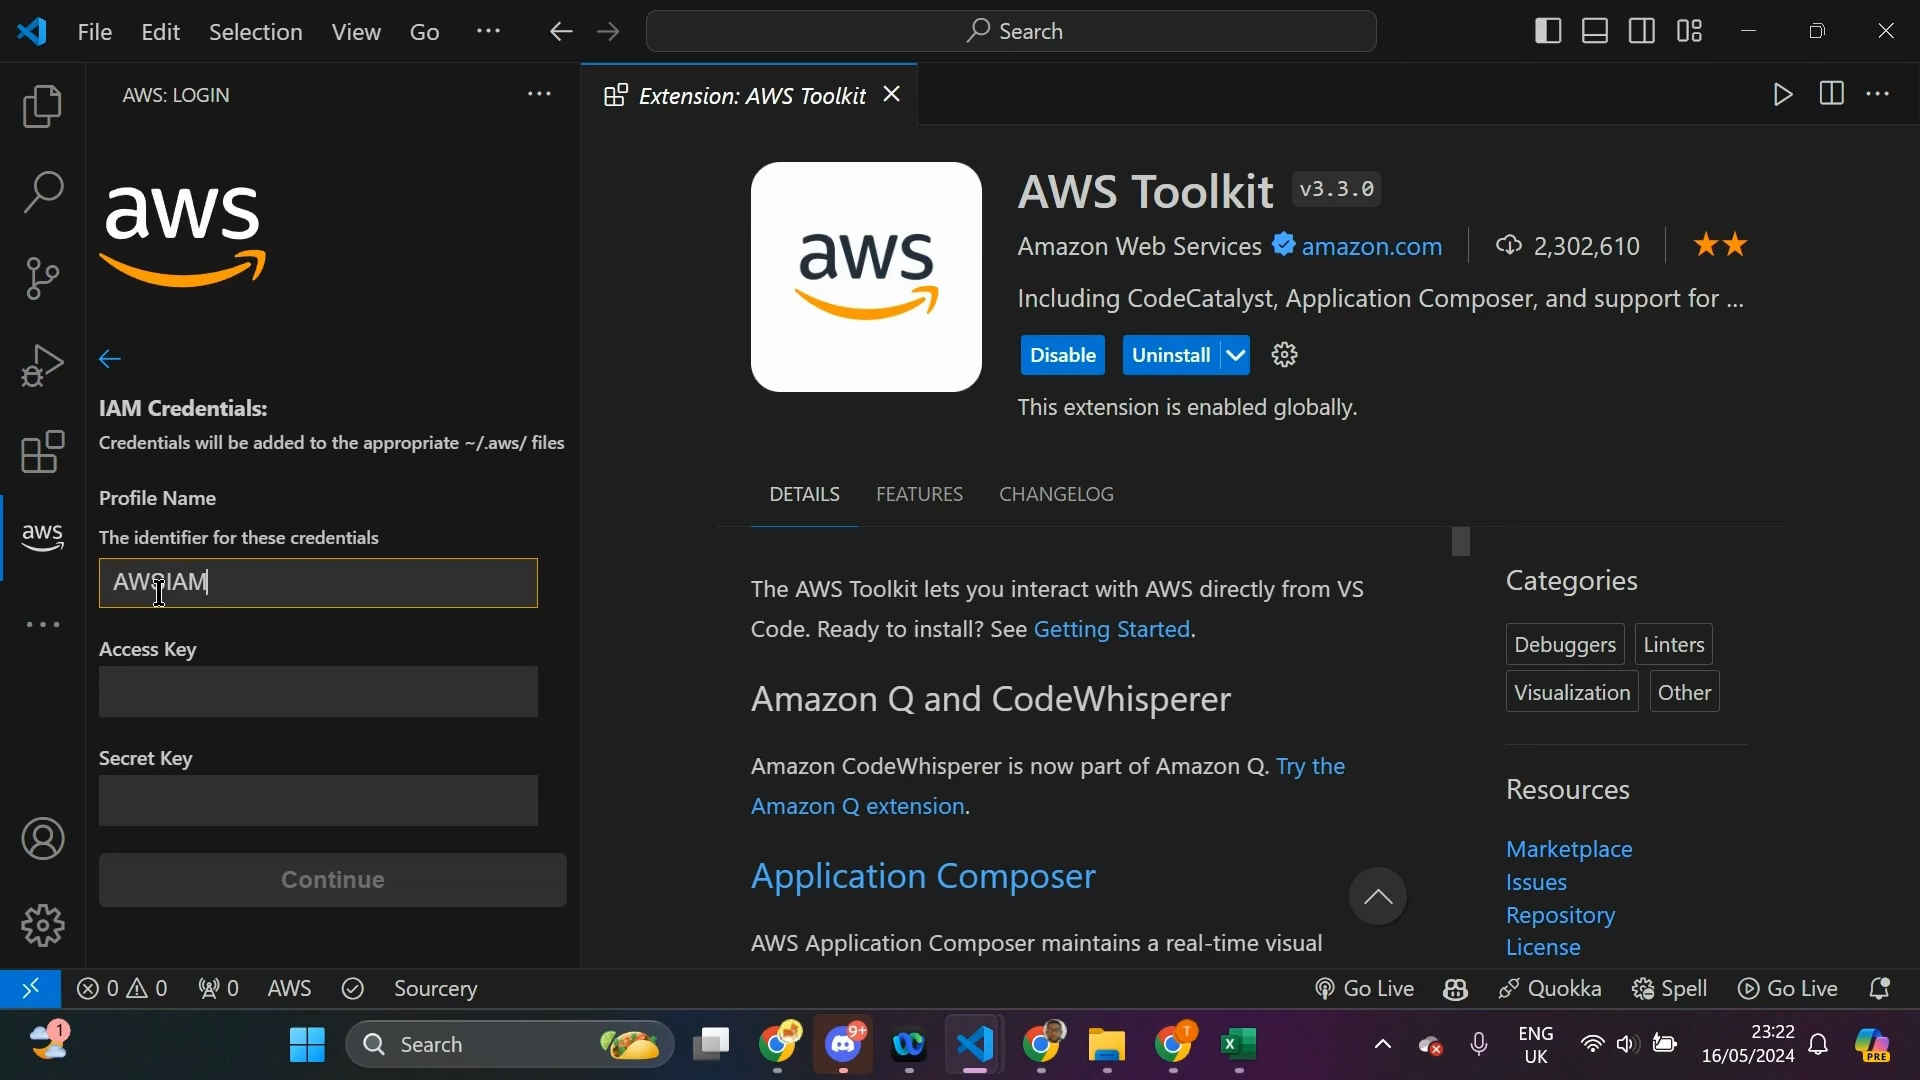 File Edit Selection View Go ... Search
AWS: LOGIN
Extension: AWS Toolkit
aws
IAM Credentials:
Credentials will be added to the appropriate ~/.aws/ files
Profile Name
The identifier for these credentials
AWSIAM
Access Key
Secret Key
Continue
aws
aws
AWS Toolkit v3.3.0
Amazon Web Services amazon.com 2,302,610
Including CodeCatalyst, Application Composer, and support for ...
Disable Uninstall
This extension is enabled globally.
DETAILS FEATURES CHANGELOG
The AWS Toolkit lets you interact with AWS directly from VS
Code. Ready to install? See Getting Started.
Amazon Q and CodeWhisperer
Amazon CodeWhisperer is now part of Amazon Q. Try the
Amazon Q extension.
Application Composer
AWS Application Composer maintains a real-time visual
Categories
Debuggers Linters
Visualization Other
Resources
Marketplace
Issues
Repository
License
0 0 0 AWS Sourcery Go Live Quokka Spell Go Live
1 Search 9+ T X ENG 23:22 PRE
UK 16/05/2024